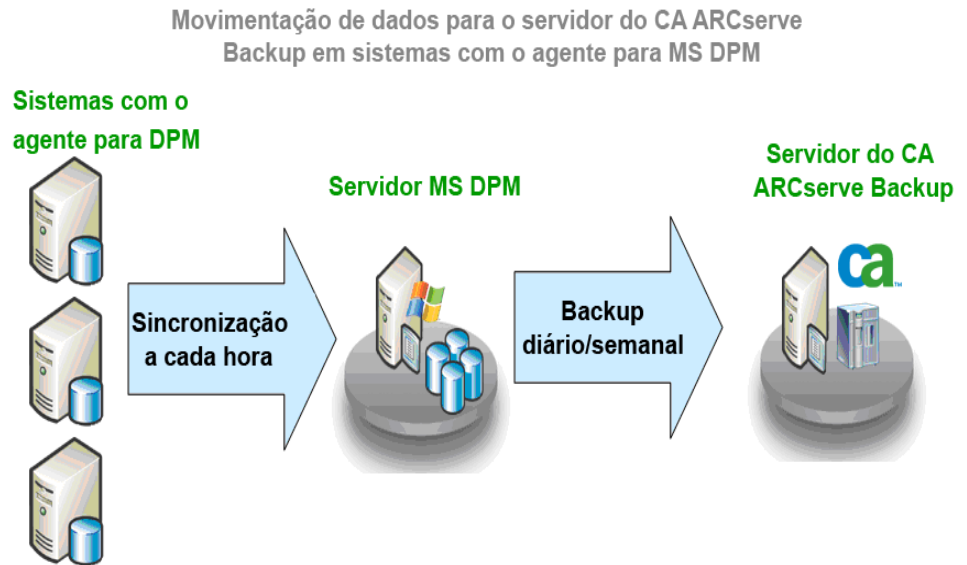 Movimentação de dados para o servidor do CA ARCserve
Backup em sistemas com o agente para MS DPM
Sistemas com o
agente para DPM
Servidor MS DPM
Servidor do CA
ARCserve Backup
Sincronização
a cada hora
Backup
diário/semanal
ca™